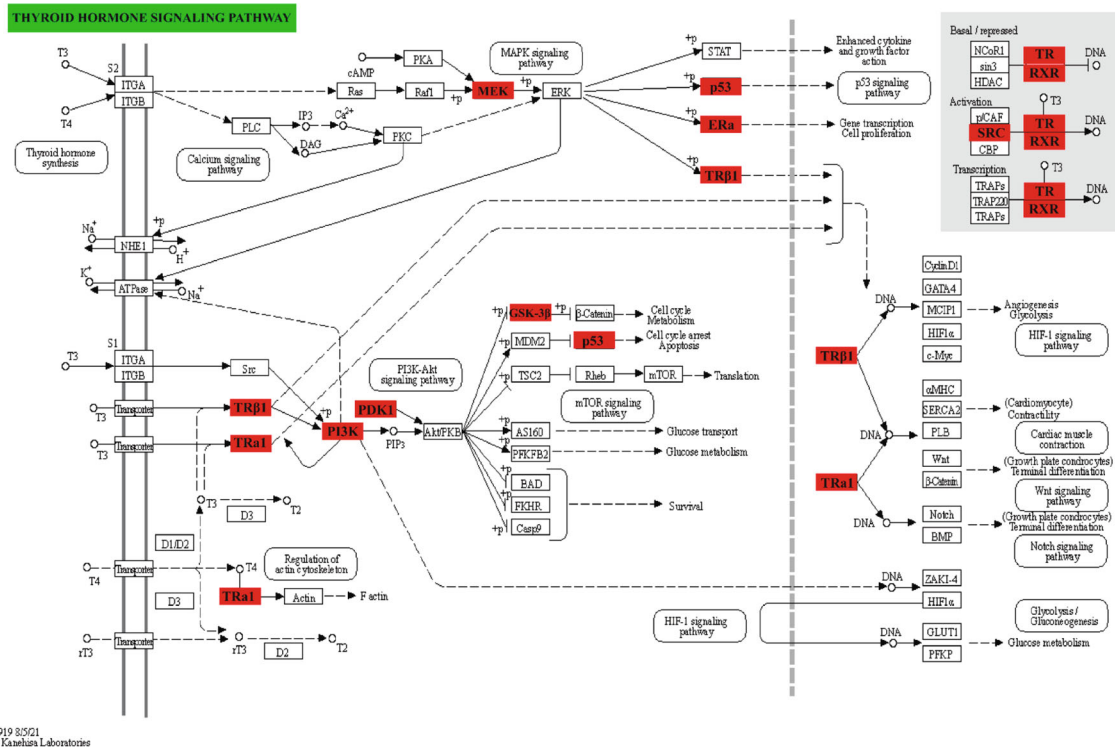 THYROID HORMONE SIGNALING PATHWAY
T3
T4
S2
ITGA
ITGB
Thyroid hormone
synthesis
cAMP
PKA
Ras
Raf1
+p
MEK
+p
MAPK signaling
pathway
ERK
PLC
IP3
Ca2+
DAG
PKC
Calcium signaling
pathway
+p
STAT
Enhanced cytokine
and growth factor
action
+p
p53
p53 signaling
pathway
+p
ERa
Gene transcription
Cell proliferation
+p
TRβ1
Basal / repressed
NCoR1
sin3
HDAC
TR
RXR
DNA
Activation
p/CAF
SRC
CBP
T3
TR
RXR
DNA
Transcription
TRAPs
TRAP220
TRAPs
T3
TR
RXR
DNA
Na+
+p
NHE1
H+
K+
ATPase
Na+
T3
S1
ITGA
ITGB
Src
T3
Transporter
TRβ1
T3
Transporter
TRa1
+p
PI3K
PDK1
PIP3
Akt/PKB
PI3K-Akt
signaling pathway
+p
GSK-3β
+p
β-Catenin
Cell cycle
Metabolism
+p
MDM2
p53
Cell cycle arrest
Apoptosis
+p
TSC2
Rheb
mTOR
Translation
mTOR signaling
pathway
+p
AS160
Glucose transport
+p
PFKFB2
Glucose metabolism
+p
BAD
+p
FKHR
+p
Casp9
Survival
T3
D3
T2
D1/D2
T4
Transporter
T4
TRa1
Actin
F actin
Regulation of
actin cytoskeleton
D3
rT3
Transporter
rT3
D2
T2
TRβ1
TRa1
DNA
CyclinD1
GATA4
MCIP1
HIF1α
c-Myc
Angiogenesis
Glycolysis
HIF-1 signaling
pathway
DNA
αMHC
SERCA2
PLB
(Cardiomyocyte)
Contractility
Cardiac muscle
contraction
Wnt
β-Catenin
(Growth plate condrocytes)
Terminal differentiation
Wnt signaling
pathway
DNA
Notch
BMP
(Growth plate condrocytes)
Terminal differentiation
Notch signaling
pathway
DNA
ZAKI-4
HIF1α
HIF-1 signaling
pathway
Glycolysis /
Gluconeogenesis
DNA
GLUT1
PFKP
Glucose metabolism
919 8/5/21
Kanehisa Laboratories